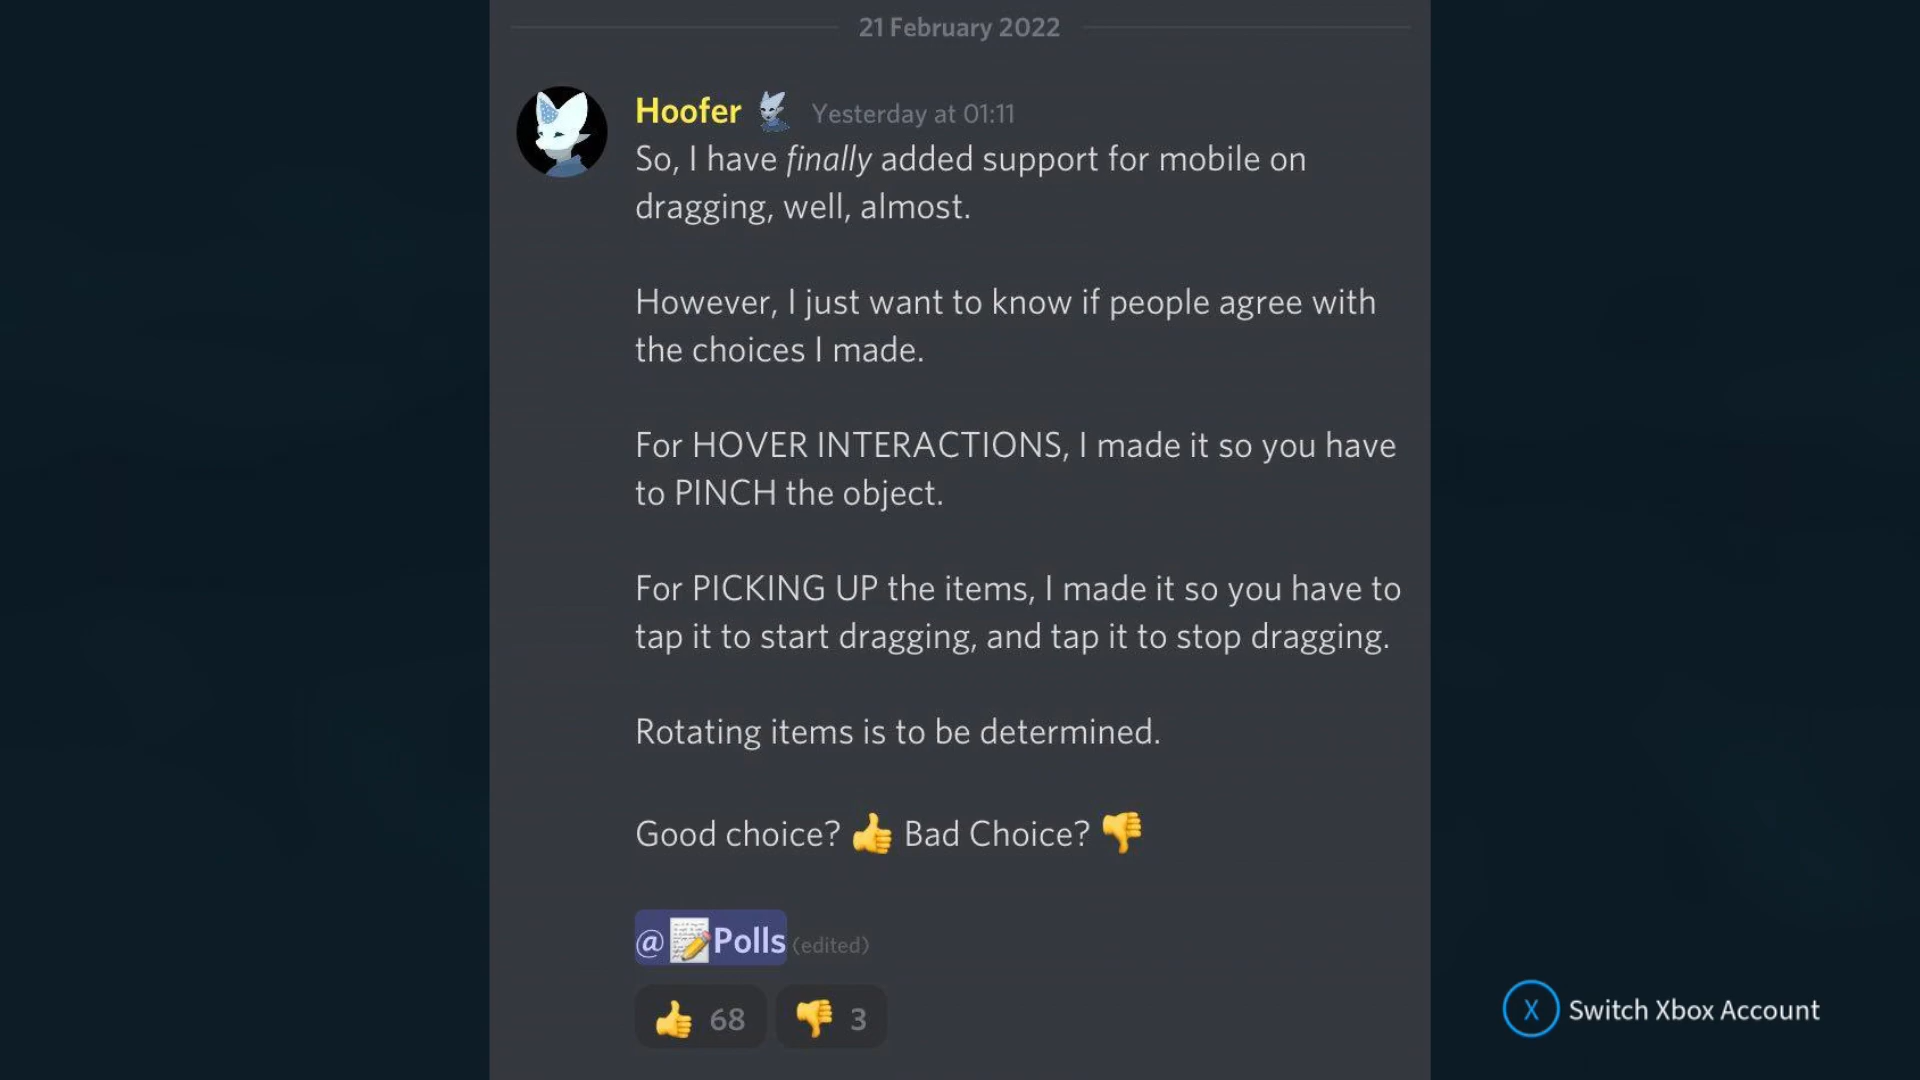 21 February 2022
Hoofer Yesterday at 01:11
So, I have finally added support for mobile on
dragging, well, almost.
However, I just want to know if people agree with
the choices I made.
For HOVER INTERACTIONS, I made it so you have
to PINCH the object.
For PICKING UP the items, I made it so you have to
tap it to start dragging, and tap it to stop dragging.
Rotating items is to be determined.
Good choice? 👍 Bad Choice? 👎
@📝Polls (edited)
👍 68 👎 3
X Switch Xbox Account